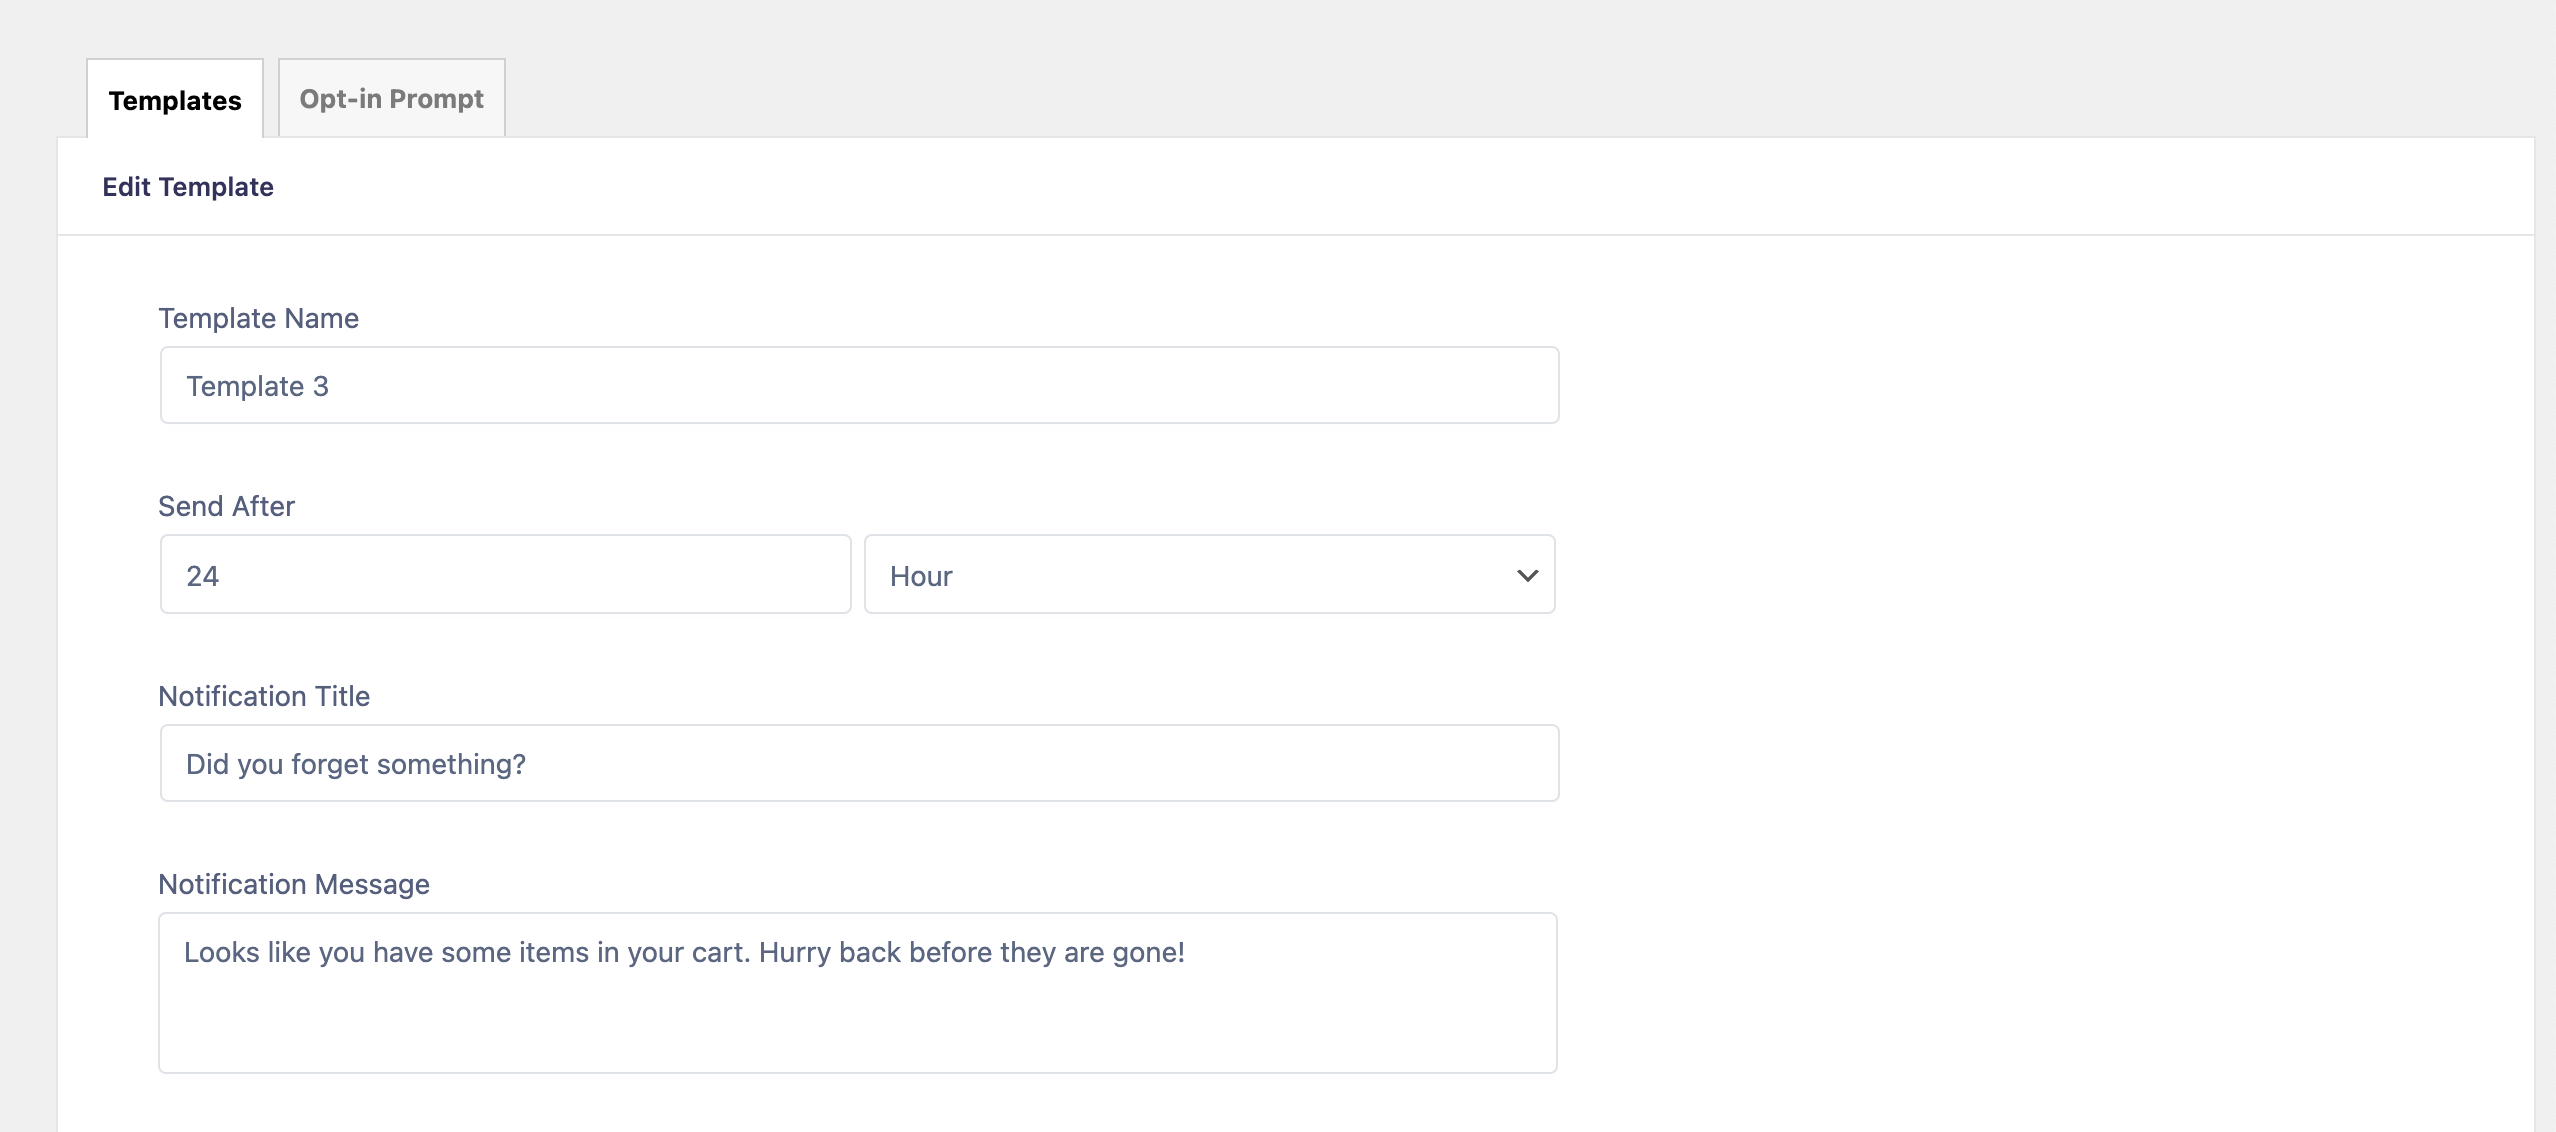 Templates
Opt-in Prompt
Edit Template
Template Name
Template 3
Send After
24
Hour
Notification Title
Did you forget something?
Notification Message
Looks like you have some items in your cart. Hurry back before they are gone!